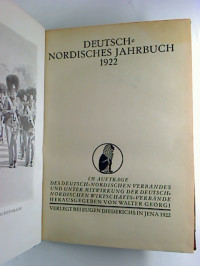 DEUTSCH-
NORDISCHES JAHRBUCH
1922
IM AUFTRAGE
DES DEUTSCH-NORDISCHEN VERBANDES
UND UNTER MITWIRKUNG DER DEUTSCH-
NORDISCHEN WIRTSCHAFTS-VERBÄNDE
HERAUSGEGEBEN VON WALTER GEORGI
VERLEGT BEI EUGEN DIEDERICHS IN JENA 1922